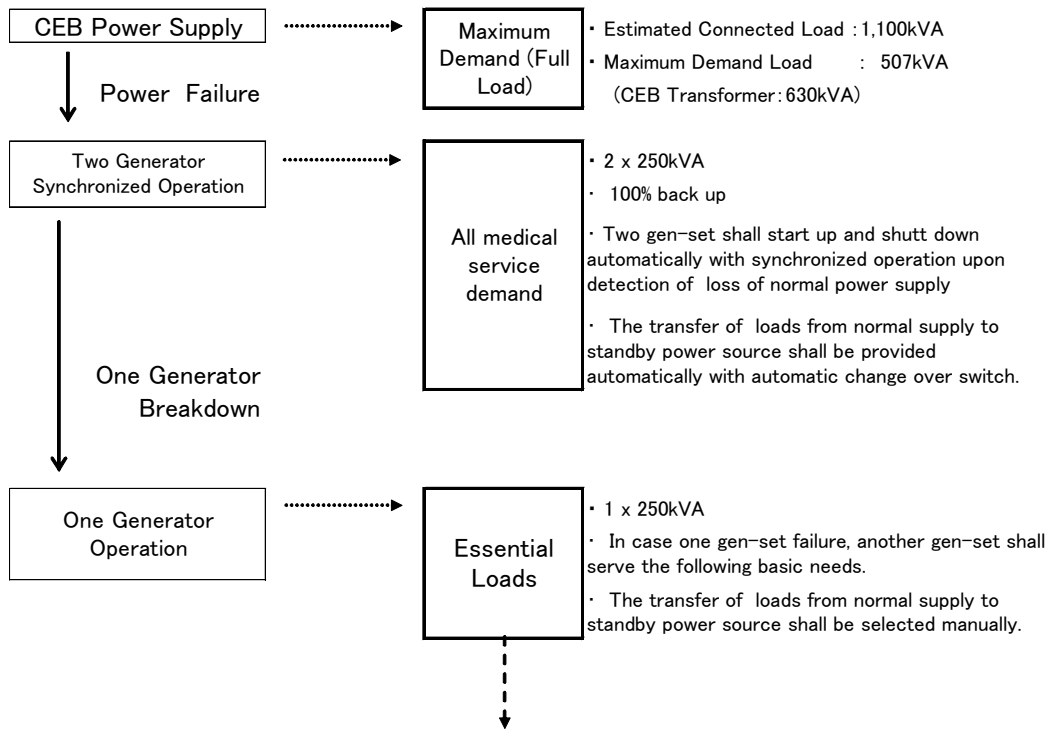 CEB Power Supply
Maximum
Demand (Full
Load)
・ Estimated Connected Load : 1,100kVA
・ Maximum Demand Load : 507kVA
(CEB Transformer: 630kVA)
Power Failure
Two Generator
Synchronized Operation
All medical
service
demand
・ 2 x 250kVA
・ 100% back up
・ Two gen-set shall start up and shutt down
automatically with synchronized operation upon
detection of loss of normal power supply
・ The transfer of loads from normal supply to
standby power source shall be provided
automatically with automatic change over switch.
One Generator
Breakdown
One Generator
Operation
Essential
Loads
・ 1 x 250kVA
・ In case one gen-set failure, another gen-set shall
serve the following basic needs.
・ The transfer of loads from normal supply to
standby power source shall be selected manually.